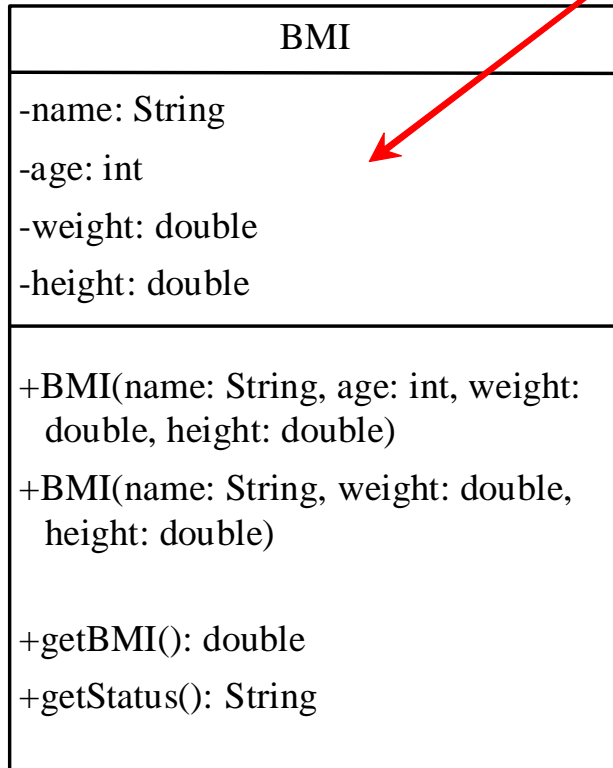 BMI
-name: String
-age: int
-weight: double
-height: double
+BMI(name: String, age: int, weight:
double, height: double)
+BMI(name: String, weight: double,
height: double)
+getBMI(): double
+getStatus(): String